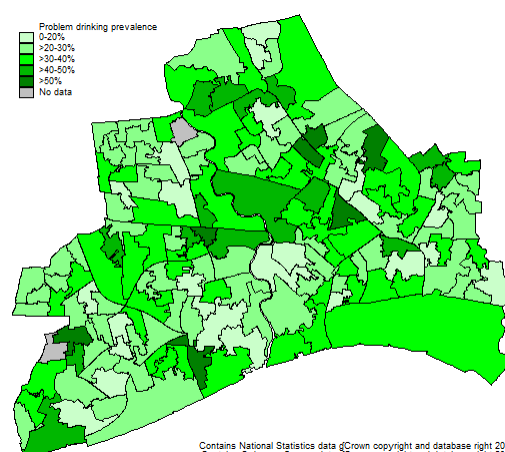 Problem drinking prevalence
0-20%
>20-30%
>30-40%
>40-50%
>50%
No data
Contains National Statistics data ©Crown copyright and database right 20